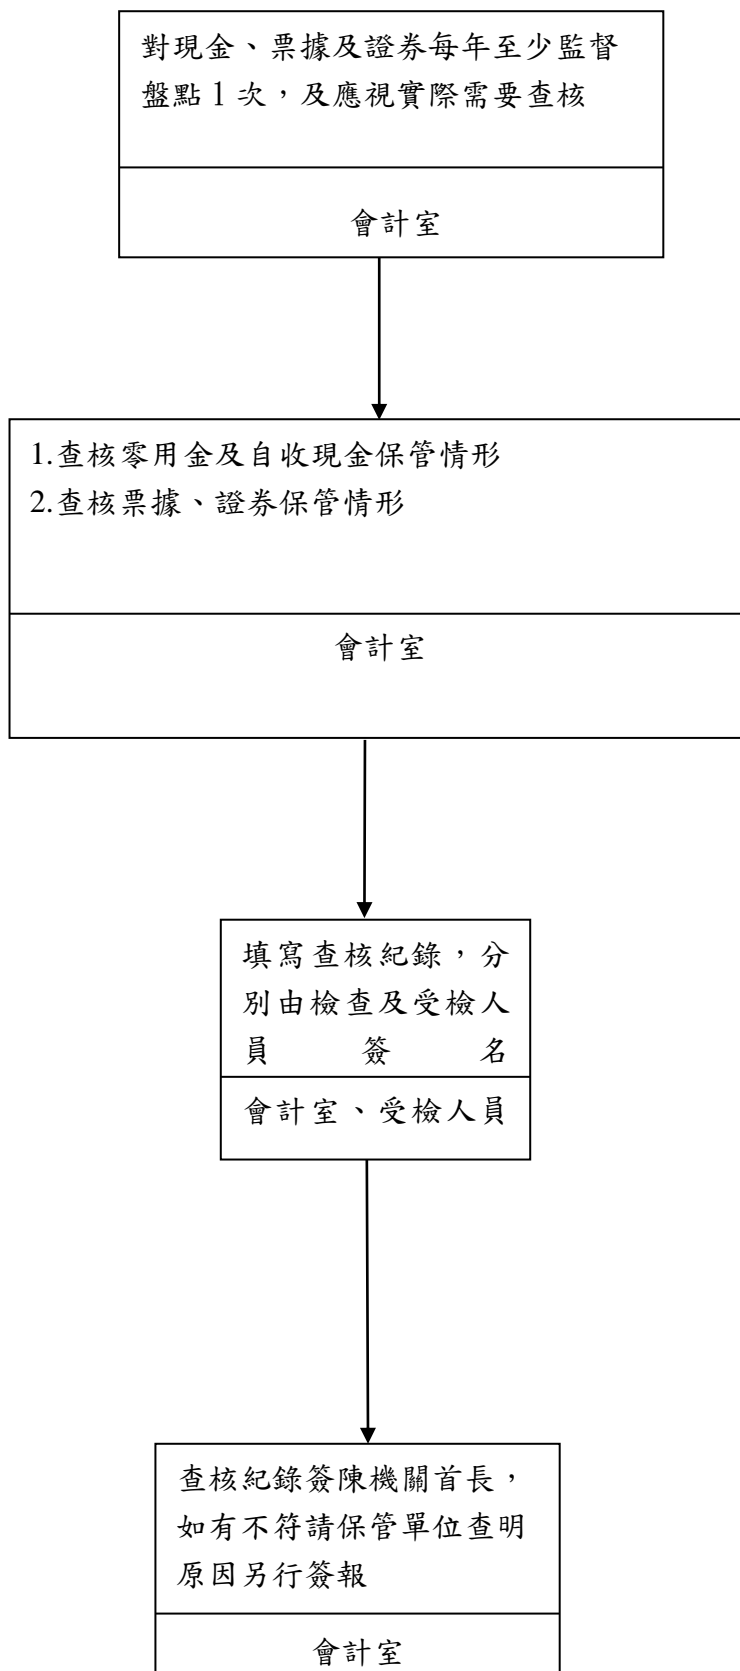 對現金、票據及證券每年至少監督
盤點1次，及應視實際需要查核
會計室
1.查核零用金及自收現金保管情形
2.查核票據、證券保管情形
會計室
填寫查核紀錄，分
別由檢查及受檢人
員簽名
會計室、受檢人員
查核紀錄簽陳機關首長，
如有不符請保管單位查明
原因另行簽報
會計室